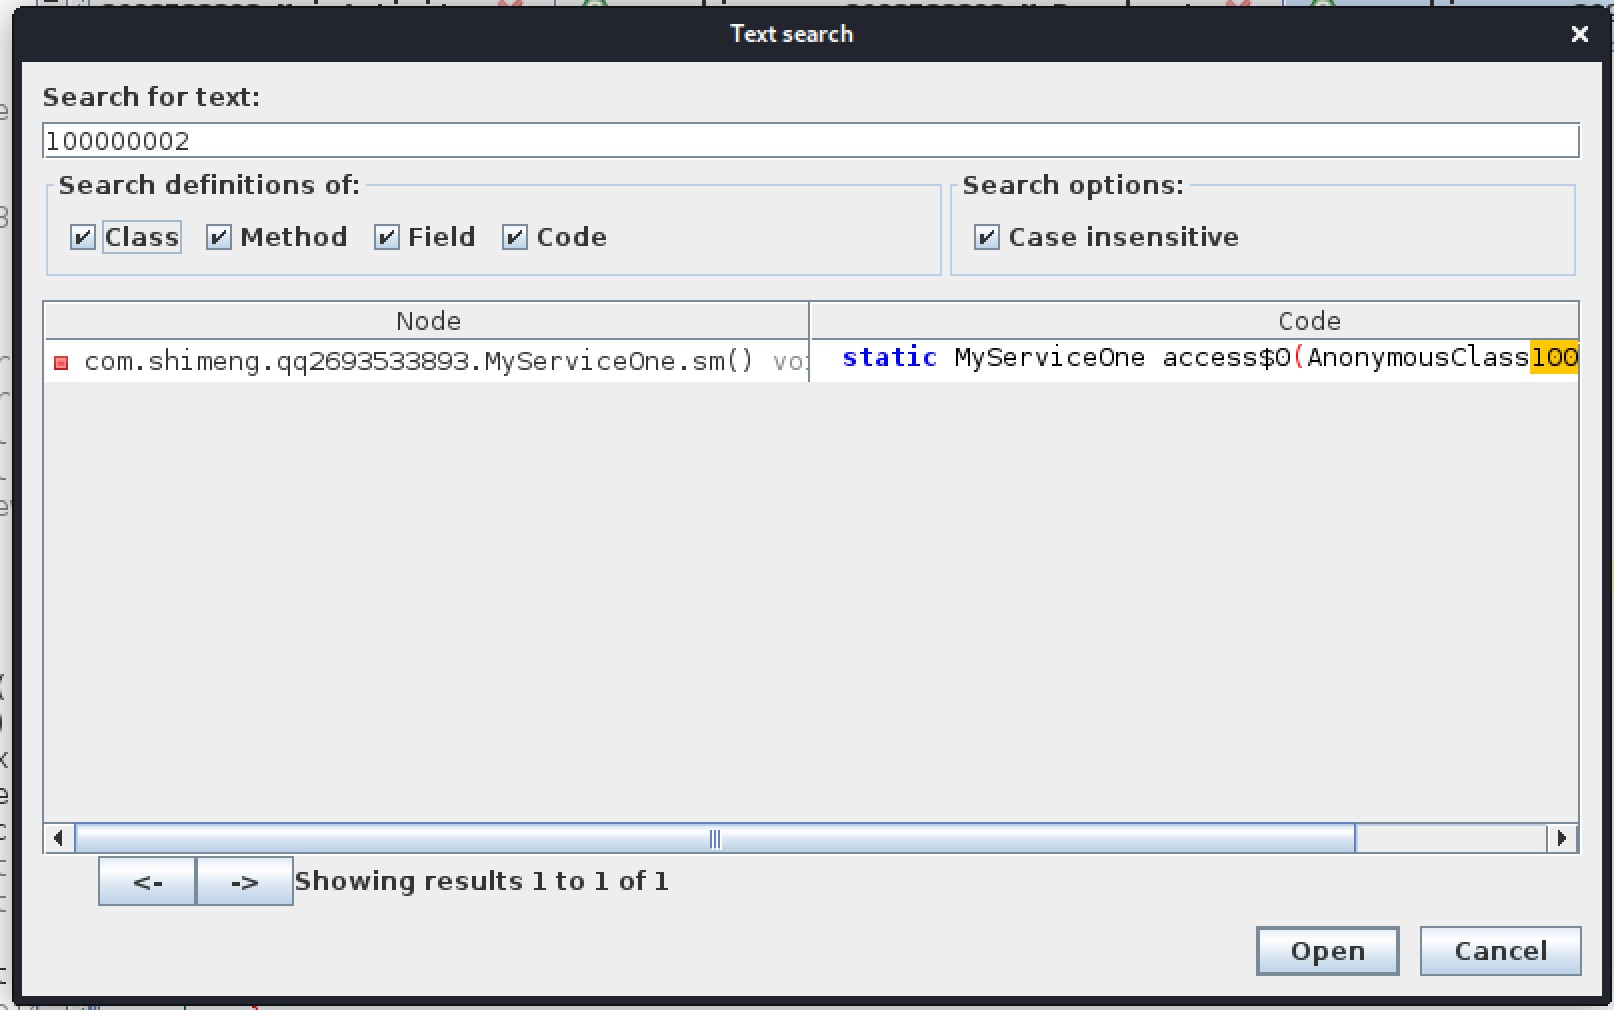 Text search
Search for text:
100000002
Search definitions of:
Search options:
Class Method Field Code
Case insensitive
Node Code
com.shimeng.qq2693533893.MyServiceOne.sm() voi static MyServiceOne access$0(AnonymousClass100
<- -> Showing results 1 to 1 of 1
Open Cancel